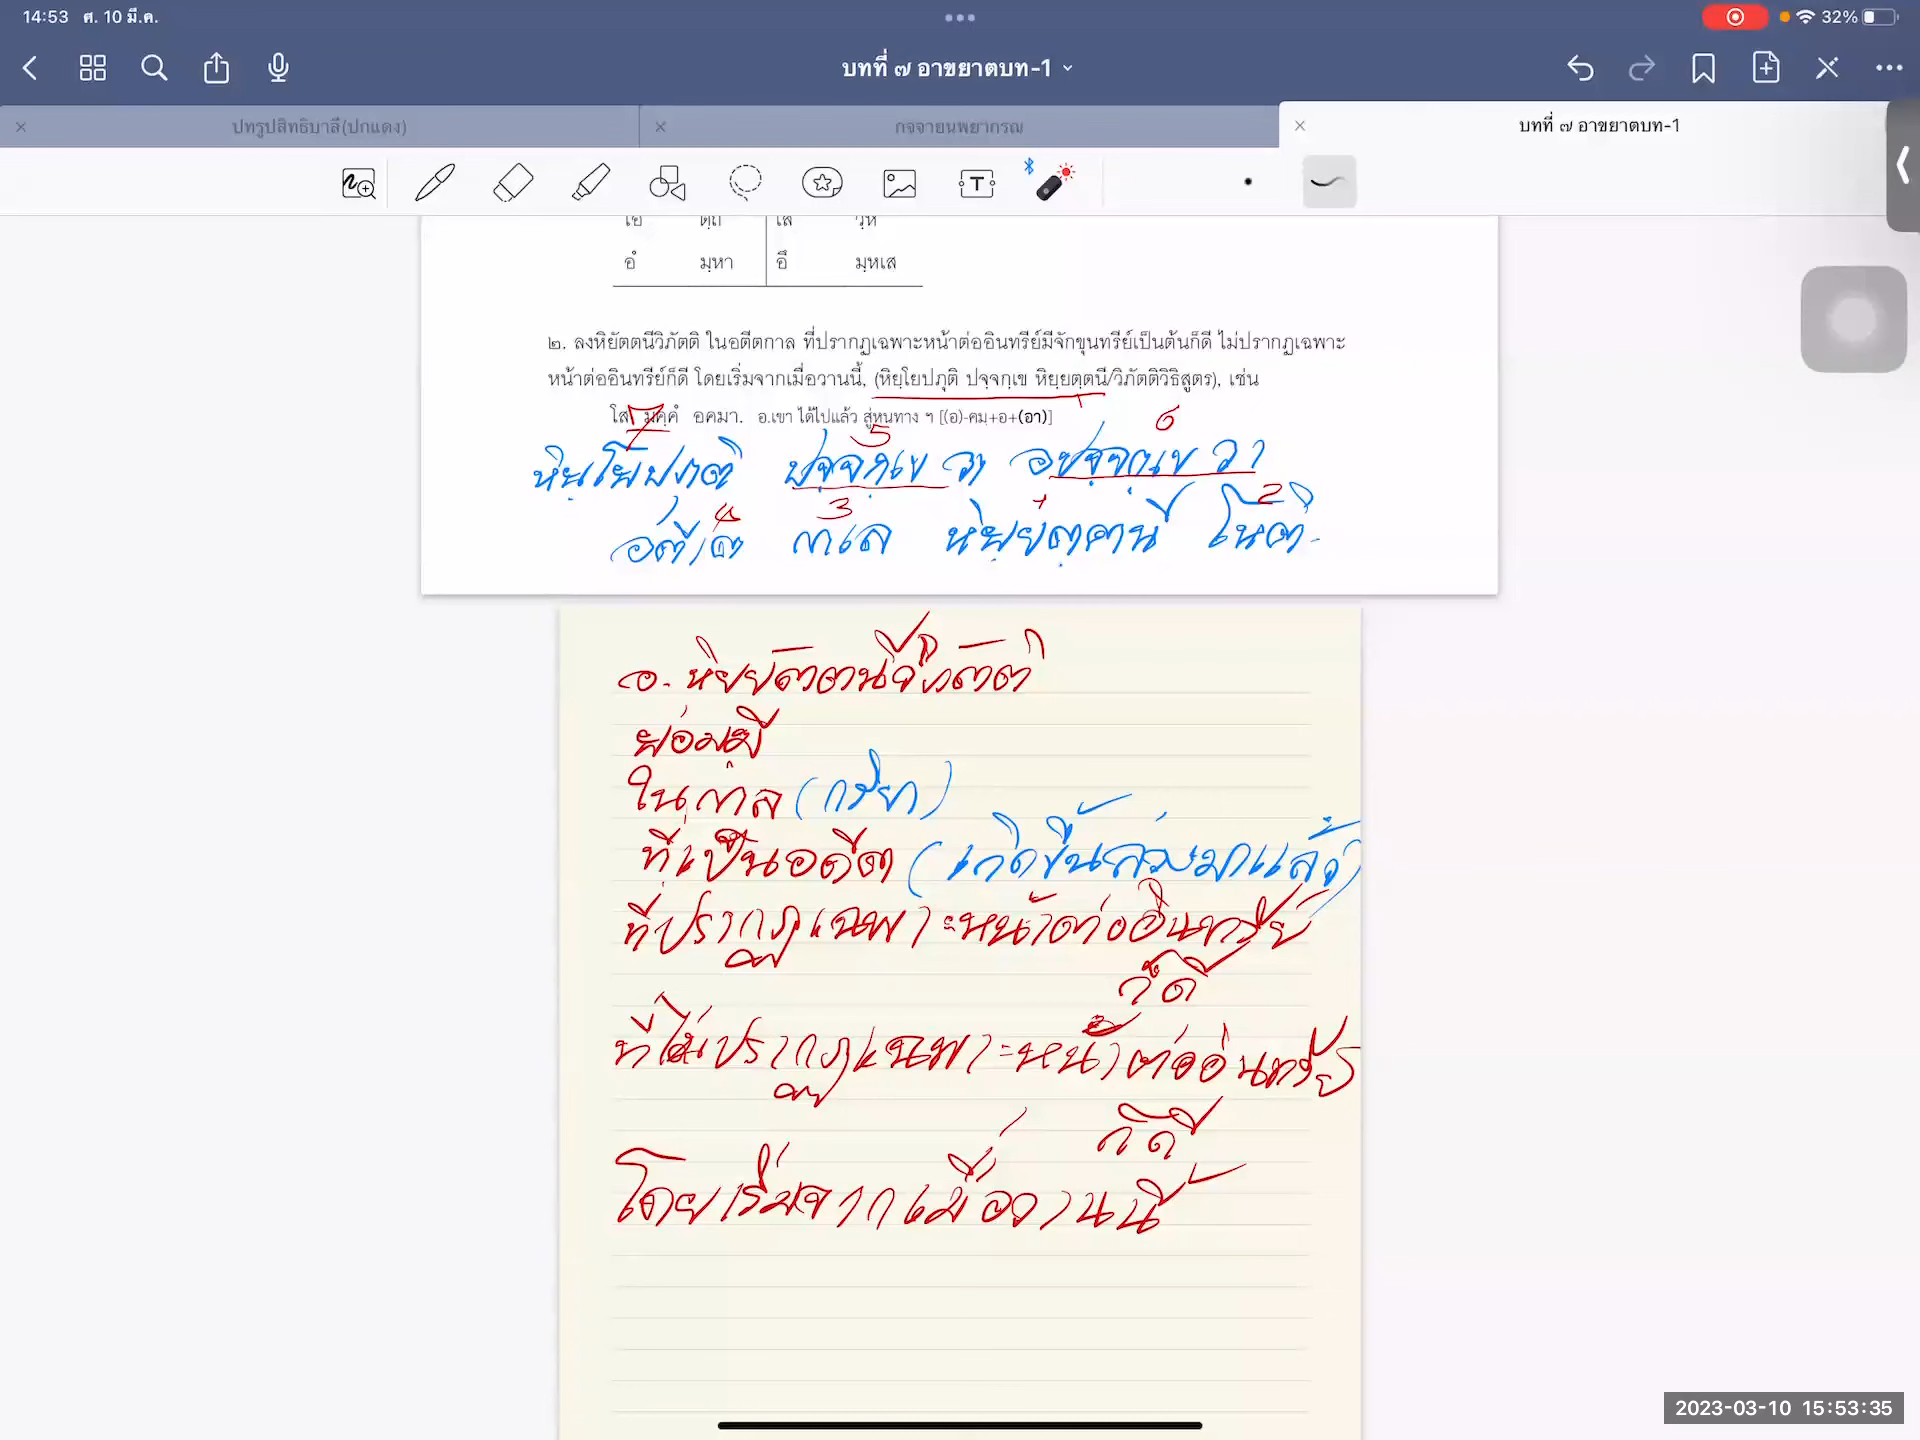 14:53 ศ. 10 มี.ค.
32%
บทที่ ๗ อาขยาตบท-1
ปทรูปสิทธิบาลี(ปกแดง)
กจจายนพยากรณ
บทที่ ๗ อาขยาตบท-1
อํ มฺหา อึ มฺหเส
๒. ลงหิยัตตนีวิภัตติ ในอดีตกาล ที่ปรากฏเฉพาะหน้าต่ออินทรีย์มีจักขุนทรีย์เป็นต้นก็ดี ไม่ปรากฏเฉพาะ
หน้าต่ออินทรีย์ก็ดี โดยเริ่มจากเมื่อวานนี้, (หิยฺโยปภุติ ปจฺจกฺเข หิยฺยตฺตนี/วิภัตติวิธิสูตร), เช่น
โส มคฺคํ อคมา. อ.เขา ได้ไปแล้ว สู่หนทาง ฯ [(อ)-คมฺ+อ+(อา)]
7 5 6
หิยฺโยปภุติ ปจฺจกฺเข วา อปจฺจกฺเข วา
4 3 1 2
อตีเต กาเล หิยฺยตฺตนี โหติ.
อ. หิยยัตตนีวิภัตติ
ย่อมมี
ในกาล (กริยา)
ที่เป็นอดีต (เกิดขึ้นล่วงมาแล้ว)
ที่ปรากฏเฉพาะหน้าต่ออินทรีย์
ก็ดี
ที่ไม่ปรากฏเฉพาะหน้าต่ออินทรีย์
ก็ดี
โดยเริ่มจากเมื่อวานนี้
2023-03-10 15:53:35